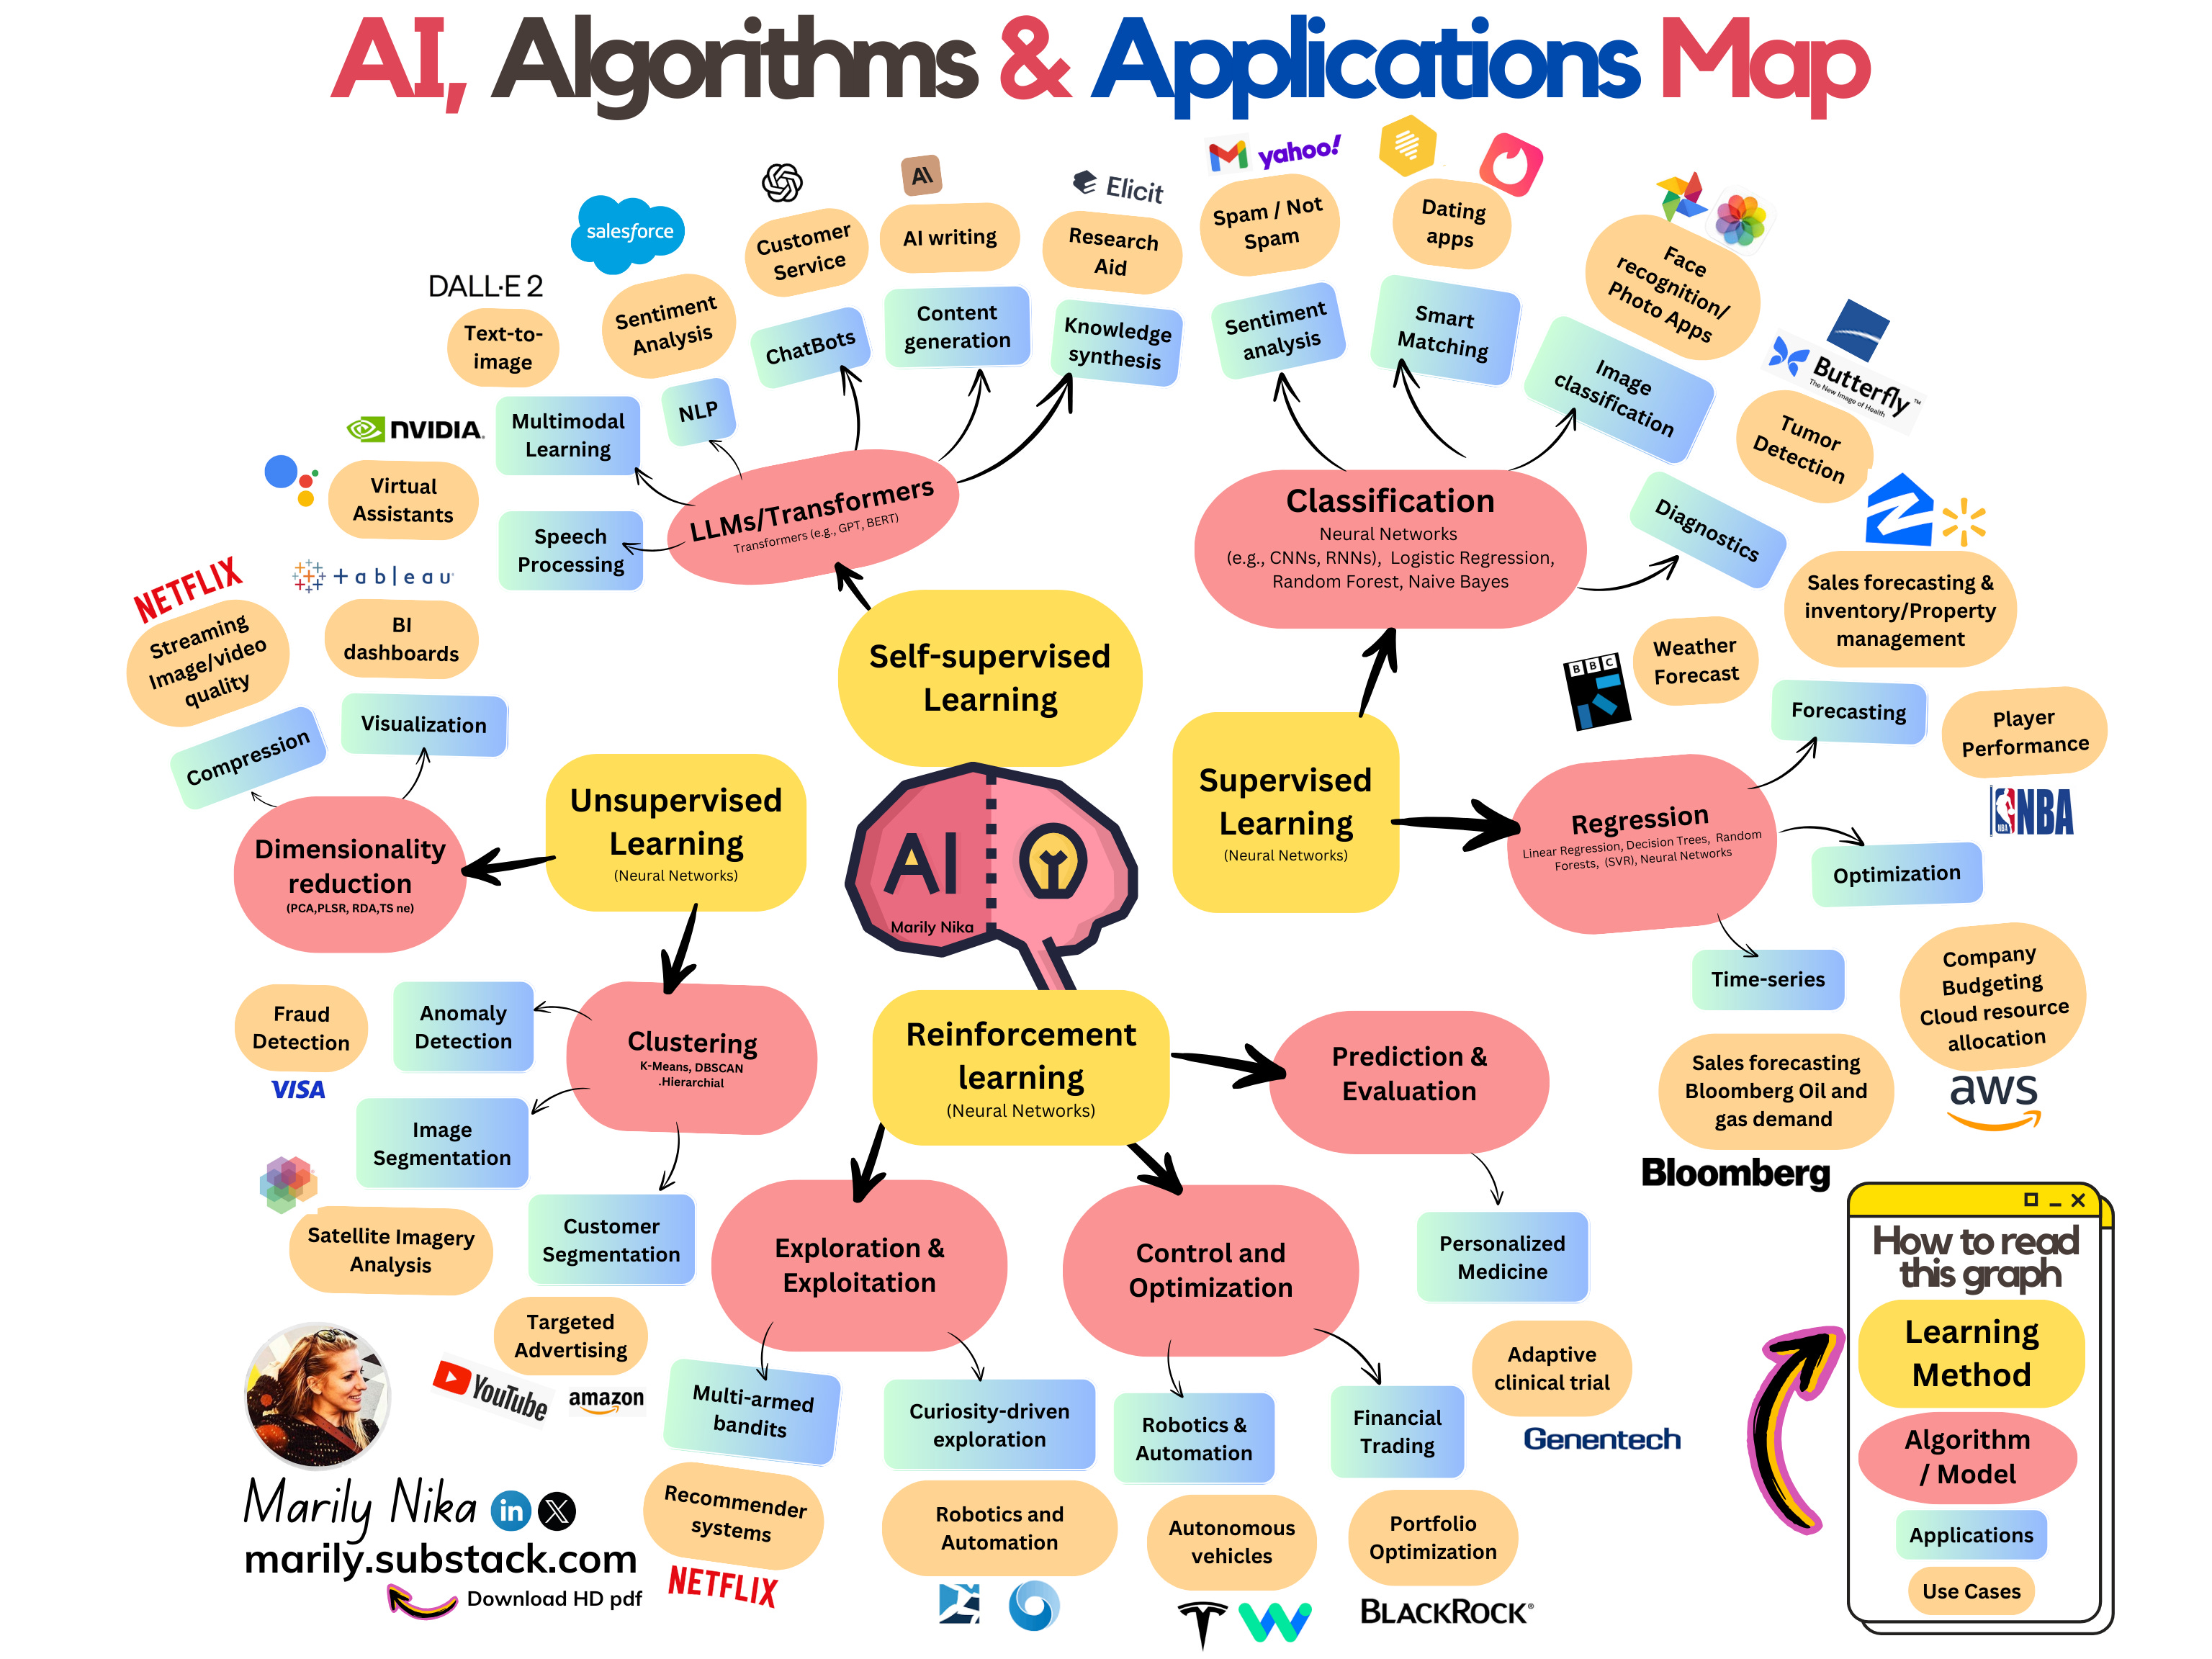 AI, Algorithms & Applications Map
salesforce
Elicit
yahoo!
DALL·E 2
Customer
Service
AI writing
Research
Aid
Spam / Not
Spam
Dating
apps
Face
recognition/
Photo Apps
Text-to-
image
Sentiment
Analysis
ChatBots
Content
generation
Knowledge
synthesis
Sentiment
analysis
Smart
Matching
Image
classification
Butterfly™
The New Image of Health
Tumor
Detection
NVIDIA.
Multimodal
Learning
NLP
Virtual
Assistants
Speech
Processing
LLMs/Transformers
Transformers (e.g., GPT, BERT)
Classification
Neural Networks
(e.g., CNNs, RNNs),  Logistic Regression,
Random Forest, Naive Bayes
Diagnostics
Sales forecasting &
inventory/Property
management
NETFLIX
+ableau
Streaming
Image/video
quality
BI
dashboards
Compression
Visualization
Self-supervised
Learning
BBC
Weather
Forecast
Forecasting
Player
Performance
NBA
Dimensionality
reduction
(PCA,PLSR, RDA,TS ne)
Unsupervised
Learning
(Neural Networks)
AI
Marily Nika
Supervised
Learning
(Neural Networks)
Regression
Linear Regression, Decision Trees,  Random
Forests,  (SVR), Neural Networks
Optimization
Time-series
Company
Budgeting
Cloud resource
allocation
aws
Sales forecasting
Bloomberg Oil and
gas demand
Bloomberg
Fraud
Detection
VISA
Anomaly
Detection
Clustering
K-Means, DBSCAN
.Hierarchial
Image
Segmentation
Satellite Imagery
Analysis
Customer
Segmentation
Targeted
Advertising
YouTube
amazon
Reinforcement
learning
(Neural Networks)
Prediction &
Evaluation
Exploration &
Exploitation
Control and
Optimization
Personalized
Medicine
Adaptive
clinical trial
Genentech
Multi-armed
bandits
Curiosity-driven
exploration
Robotics &
Automation
Financial
Trading
Recommender
systems
NETFLIX
Robotics and
Automation
Autonomous
vehicles
Portfolio
Optimization
BLACKROCK®
Marily Nika in X
marily.substack.com
Download HD pdf
How to read
this graph
Learning
Method
Algorithm
/ Model
Applications
Use Cases